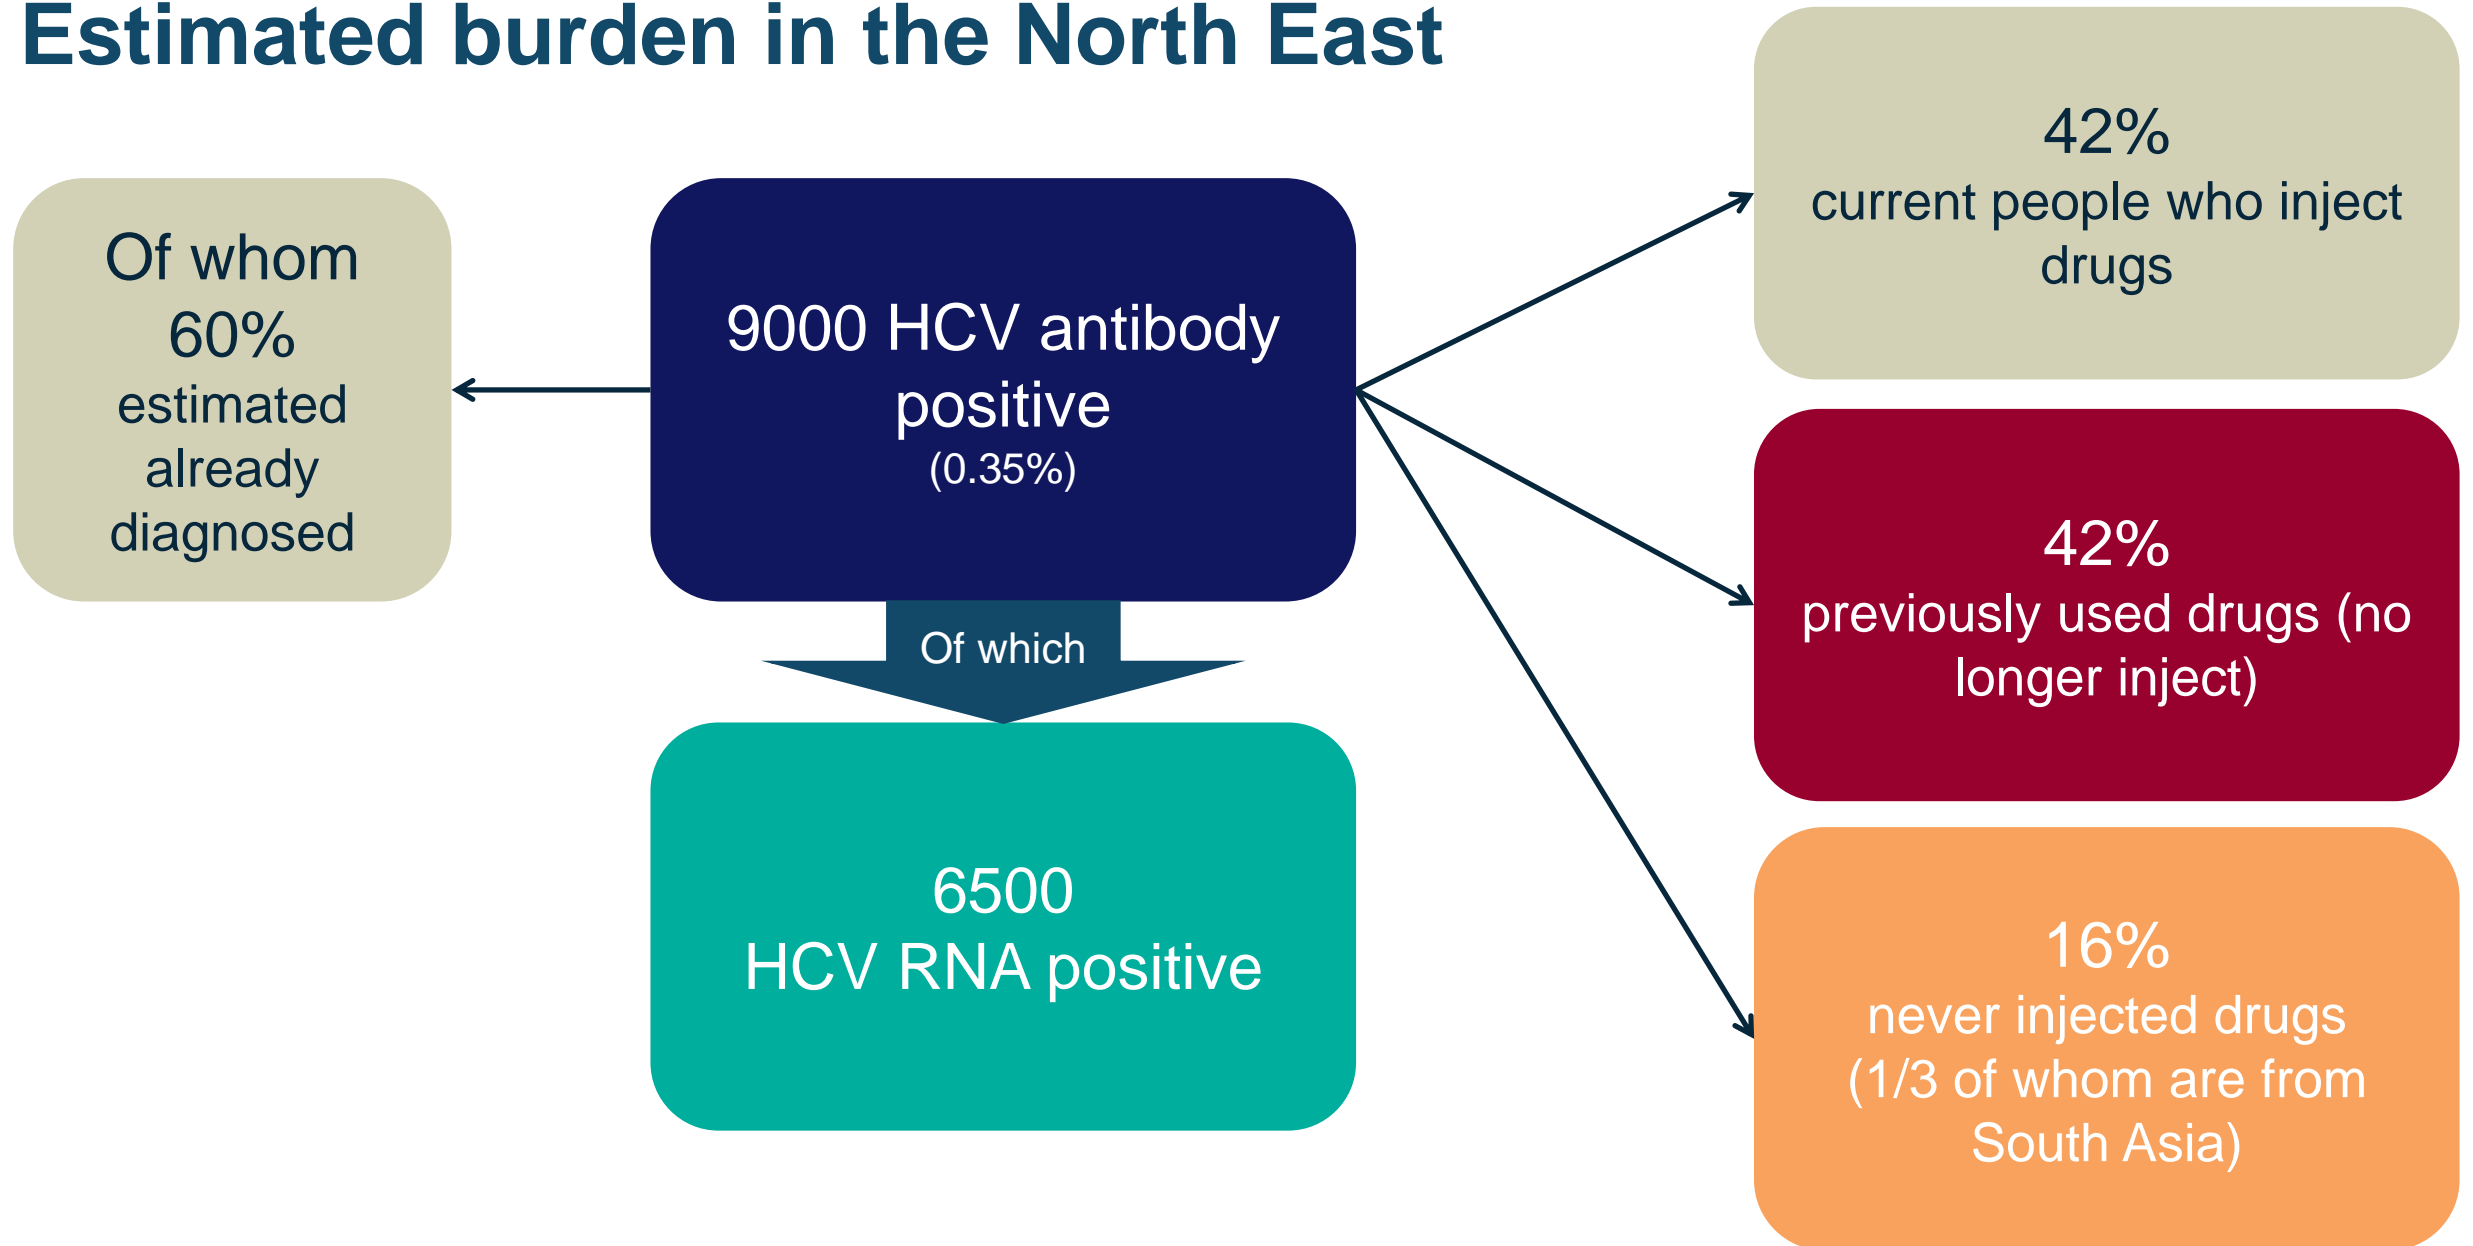 Estimated burden in the North East
Of whom
60%
estimated
already
diagnosed
9000 HCV antibody
positive
(0.35%)
Of which
6500
HCV RNA positive
42%
current people who inject
drugs
42%
previously used drugs (no
longer inject)
16%
never injected drugs
(1/3 of whom are from
South Asia)